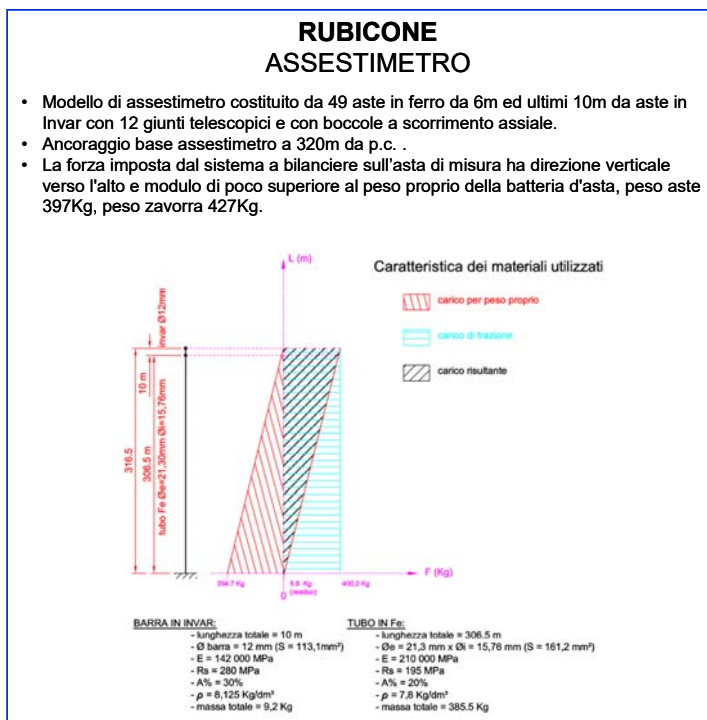 RUBICONE
ASSESTIMETRO
• Modello di assestimetro costituito da 49 aste in ferro da 6m ed ultimi 10m da aste in
Invar con 12 giunti telescopici e con boccole a scorrimento assiale.
• Ancoraggio base assestimetro a 320m da p.c. .
• La forza imposta dal sistema a bilanciere sull'asta di misura ha direzione verticale
verso l'alto e modulo di poco superiore al peso proprio della batteria d'asta, peso aste
397Kg, peso zavorra 427Kg.
L (m)
Caratteristica dei materiali utilizzati
carico per peso proprio
carico di trazione
carico risultante
invar Ø12mm
10 m
316.5
306.5 m
tubo Fe Øe=21,30mm Øi=15,76mm
F (Kg)
394.7 Kg
5.8 Kg
(residuo)
400,0 Kg
0
BARRA IN INVAR:
- lunghezza totale = 10 m
- Ø barra = 12 mm (S = 113,1mm²)
- E = 142 000 MPa
- Rs = 280 MPa
- A% = 30%
- ρ = 8,125 Kg/dm³
- massa totale = 9,2 Kg
TUBO IN Fe:
- lunghezza totale = 306.5 m
- Øe = 21,3 mm x Øi = 15,76 mm (S = 161,2 mm²)
- E = 210 000 MPa
- Rs = 195 MPa
- A% = 20%
- ρ = 7,8 Kg/dm³
- massa totale = 385.5 Kg